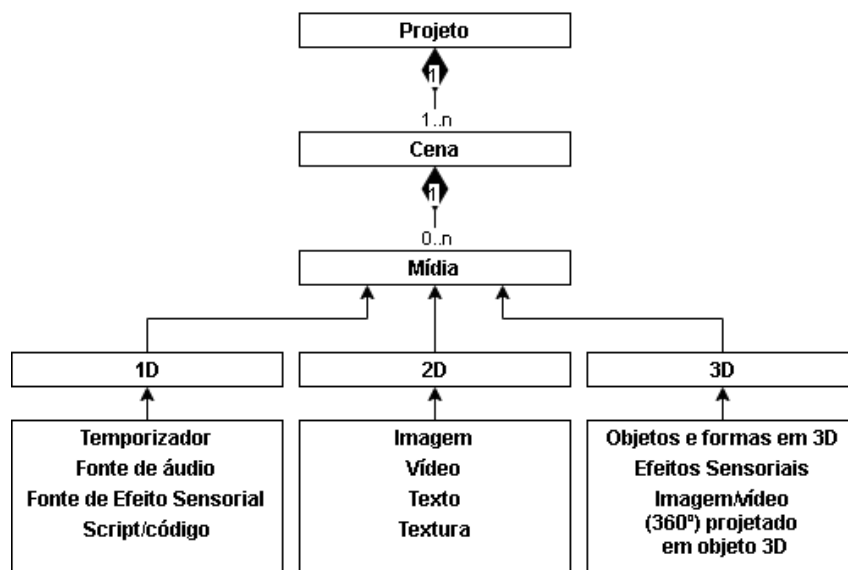 Projeto
1
1..n
Cena
1
0..n
Mídia
1D
2D
3D
Temporizador
Fonte de áudio
Fonte de Efeito Sensorial
Script/código
Imagem
Vídeo
Texto
Textura
Objetos e formas em 3D
Efeitos Sensoriais
Imagem/vídeo
(360º) projetado
em objeto 3D